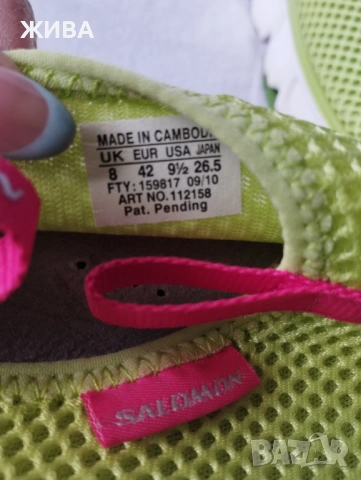 ЖИВА
MADE IN CAMBODI
UK EUR USA JAPAN
8 42 9½ 26.5
FTY: 159817 09/10
ART NO. 112158
Pat. Pending
SALOMON
BAZAR